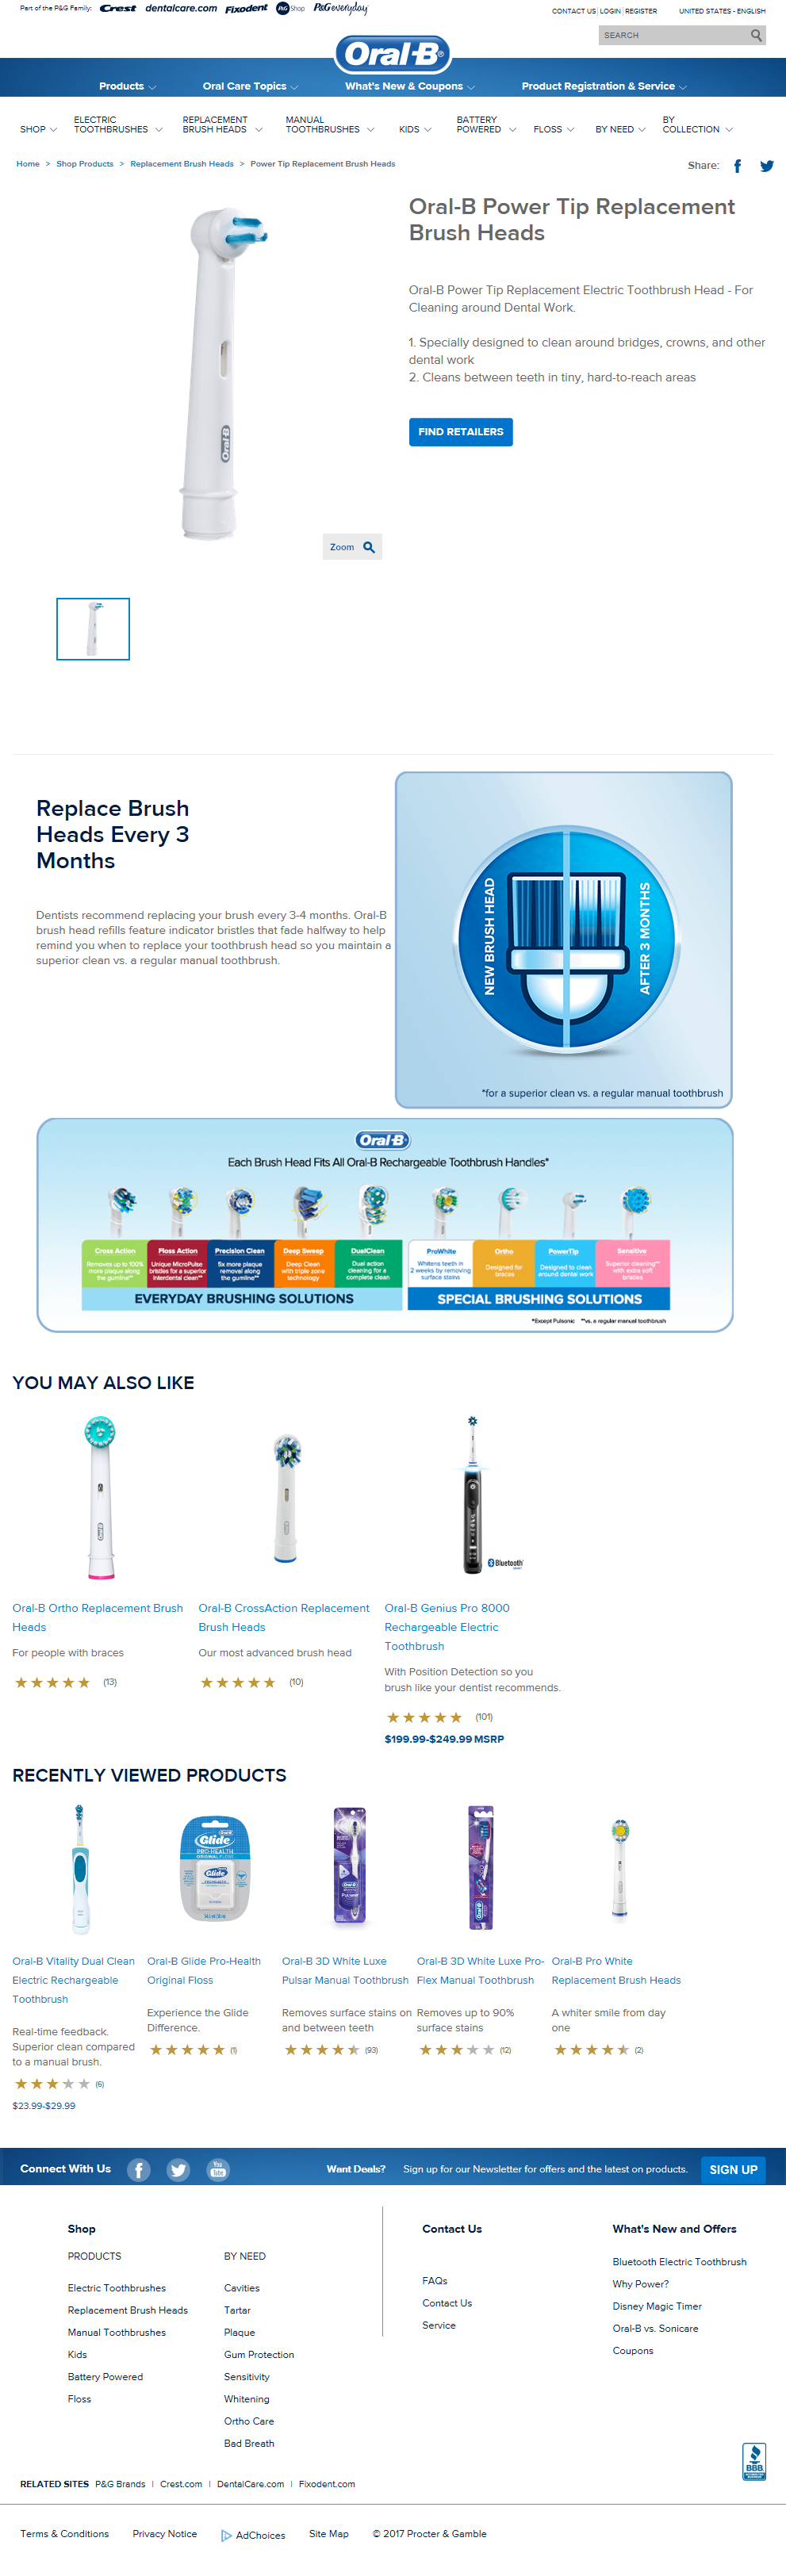 Part of the P&G Family: Crest dentalcare.com Fixodent P&G Shop P&Geveryday
CONTACT US LOGIN REGISTER UNITED STATES - ENGLISH
SEARCH
Oral-B
Products Oral Care Topics What's New & Coupons Product Registration & Service
SHOP
ELECTRIC TOOTHBRUSHES
REPLACEMENT BRUSH HEADS
MANUAL TOOTHBRUSHES
KIDS
BATTERY POWERED
FLOSS
BY NEED
BY COLLECTION
Home > Shop Products > Replacement Brush Heads > Power Tip Replacement Brush Heads
Share:
Oral-B Power Tip Replacement
Brush Heads
Oral-B Power Tip Replacement Electric Toothbrush Head - For
Cleaning around Dental Work.
1. Specially designed to clean around bridges, crowns, and other
dental work
2. Cleans between teeth in tiny, hard-to-reach areas
FIND RETAILERS
Oral-B
Zoom
Replace Brush
Heads Every 3
Months
Dentists recommend replacing your brush every 3-4 months. Oral-B
brush head refills feature indicator bristles that fade halfway to help
remind you when to replace your toothbrush head so you maintain a
superior clean vs. a regular manual toothbrush.
NEW BRUSH HEAD
AFTER 3 MONTHS
*for a superior clean vs. a regular manual toothbrush
Oral-B
Each Brush Head Fits All Oral-B Rechargeable Toothbrush Handles*
Cross Action
Removes up to 100%
more plaque along
the gumline**
Floss Action
Unique MicroPulse
bristles for a superior
interdental clean**
Precision Clean
5x more plaque
removal along
the gumline**
Deep Sweep
Deep Clean
with triple zone
technology
DualClean
Dual action
cleaning for a
complete clean
ProWhite
Whitens teeth in
2 weeks by removing
surface stains
Ortho
Designed for
braces
PowerTip
Designed to clean
around dental work
Sensitive
Superior cleaning**
with extra soft
bristles
EVERYDAY BRUSHING SOLUTIONS
SPECIAL BRUSHING SOLUTIONS
*Except Pulsonic **vs. a regular manual toothbrush
YOU MAY ALSO LIKE
Bluetooth
Oral-B Ortho Replacement Brush
Heads
For people with braces
(13)
Oral-B CrossAction Replacement
Brush Heads
Our most advanced brush head
(10)
Oral-B Genius Pro 8000
Rechargeable Electric
Toothbrush
With Position Detection so you
brush like your dentist recommends.
(101)
$199.99-$249.99 MSRP
RECENTLY VIEWED PRODUCTS
Glide
PRO-HEALTH
ORIGINAL FLOSS
Glide
Oral-B Vitality Dual Clean
Electric Rechargeable
Toothbrush
Real-time feedback.
Superior clean compared
to a manual brush.
(6)
$23.99-$29.99
Oral-B Glide Pro-Health
Original Floss
Experience the Glide
Difference.
(1)
Oral-B 3D White Luxe
Pulsar Manual Toothbrush
Removes surface stains on
and between teeth
(93)
Oral-B 3D White Luxe Pro-
Flex Manual Toothbrush
Removes up to 90%
surface stains
(12)
Oral-B Pro White
Replacement Brush Heads
A whiter smile from day
one
(2)
Connect With Us
You Tube
Want Deals? Sign up for our Newsletter for offers and the latest on products. SIGN UP
Shop
PRODUCTS
Electric Toothbrushes
Replacement Brush Heads
Manual Toothbrushes
Kids
Battery Powered
Floss
BY NEED
Cavities
Tartar
Plaque
Gum Protection
Sensitivity
Whitening
Ortho Care
Bad Breath
Contact Us
FAQs
Contact Us
Service
What's New and Offers
Bluetooth Electric Toothbrush
Why Power?
Disney Magic Timer
Oral-B vs. Sonicare
Coupons
BBB
RELATED SITES P&G Brands | Crest.com | DentalCare.com | Fixodent.com
Terms & Conditions Privacy Notice AdChoices Site Map © 2017 Procter & Gamble